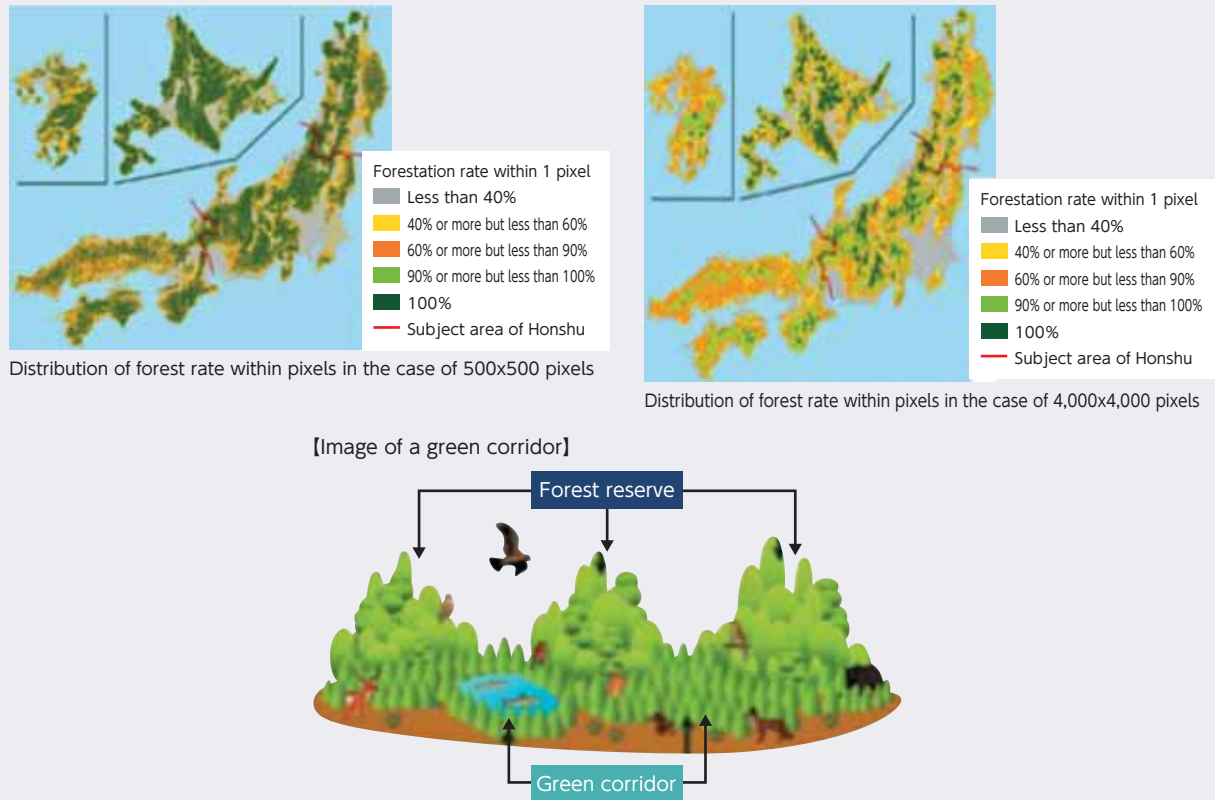 Forestation rate within 1 pixel
Less than 40%
40% or more but less than 60%
60% or more but less than 90%
90% or more but less than 100%
100%
Subject area of Honshu
Distribution of forest rate within pixels in the case of 500x500 pixels
Forestation rate within 1 pixel
Less than 40%
40% or more but less than 60%
60% or more but less than 90%
90% or more but less than 100%
100%
Subject area of Honshu
Distribution of forest rate within pixels in the case of 4,000x4,000 pixels
【Image of a green corridor】
Forest reserve
Green corridor